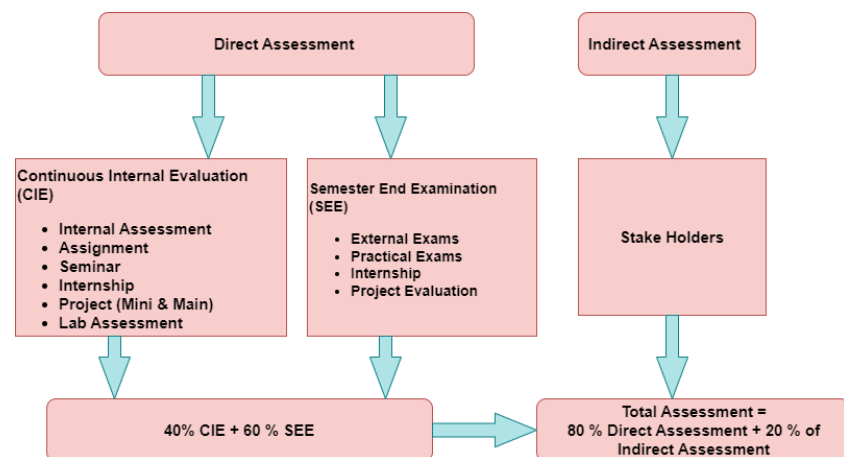 Direct Assessment
Indirect Assessment
Continuous Internal Evaluation
(CIE)
• Internal Assessment
• Assignment
• Seminar
• Internship
• Project (Mini & Main)
• Lab Assessment
Semester End Examination
(SEE)
• External Exams
• Practical Exams
• Internship
• Project Evaluation
Stake Holders
40% CIE + 60 % SEE
Total Assessment =
80 % Direct Assessment + 20 % of
Indirect Assessment